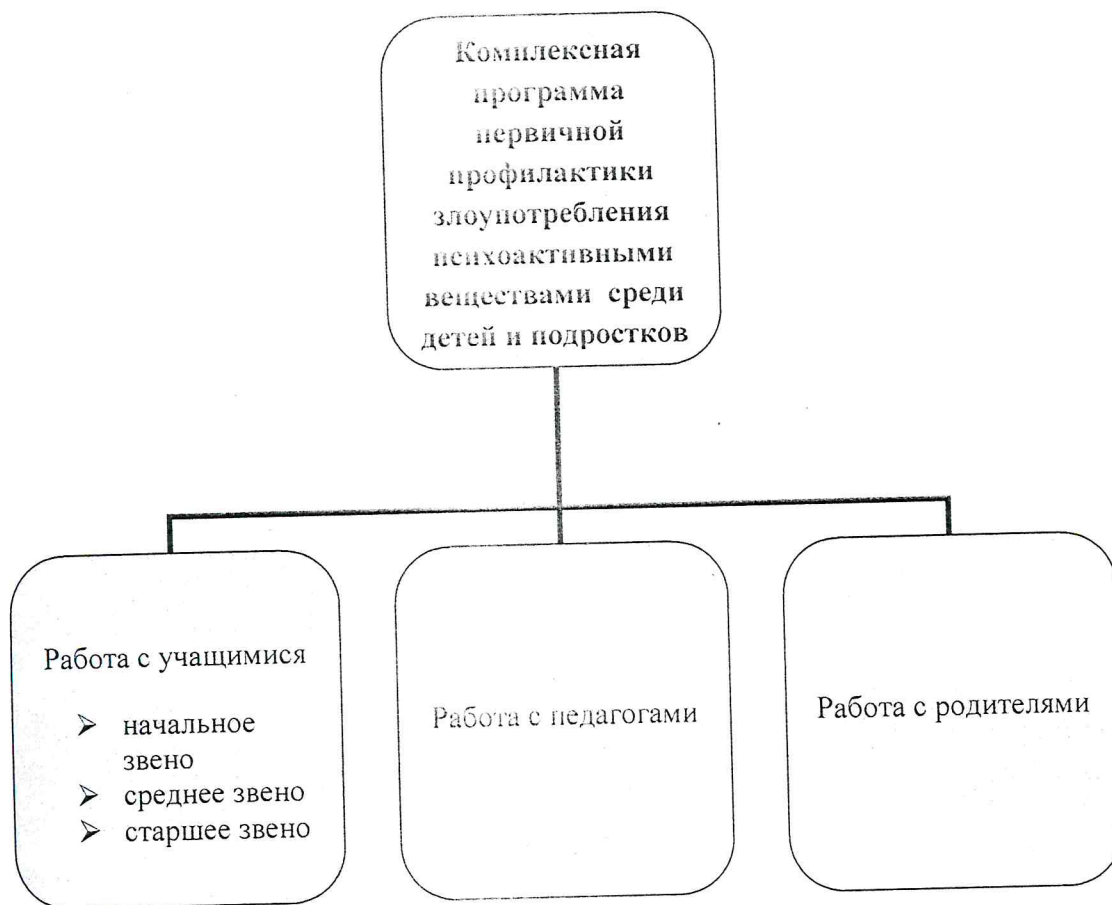 Комплексная
программа
первичной
профилактики
злоупотребления
психоактивными
веществами среди
детей и подростков
Работа с учащимися
➢ начальное
звено
➢ среднее звено
➢ старшее звено
Работа с педагогами
Работа с родителями